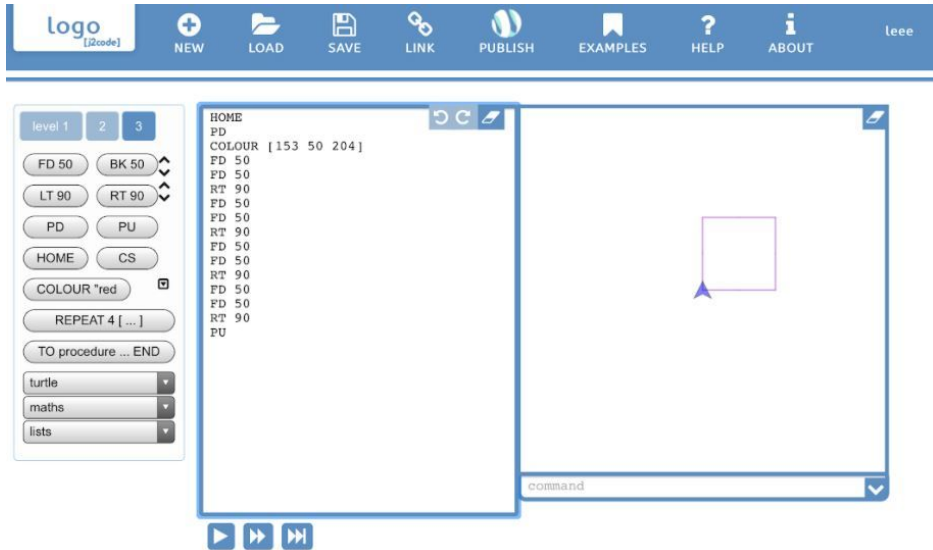 logo
[j2code]
NEW
LOAD
SAVE
LINK
PUBLISH
EXAMPLES
HELP
ABOUT
leee
level 1 2 3
FD 50 BK 50
LT 90 RT 90
PD PU
HOME CS
COLOUR "red
REPEAT 4 [ ... ]
TO procedure ... END
turtle
maths
lists
HOME
PD
COLOUR [153 50 204]
FD 50
FD 50
RT 90
FD 50
FD 50
RT 90
FD 50
FD 50
RT 90
FD 50
FD 50
RT 90
PU
command